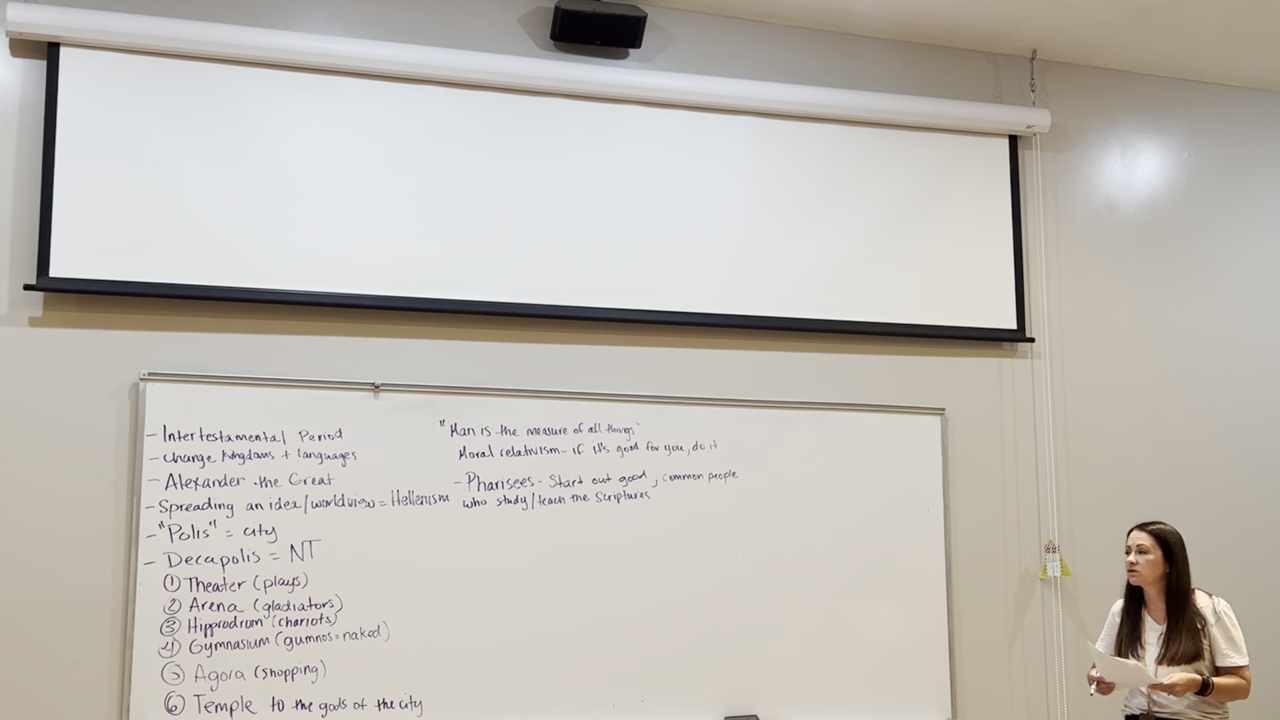 - Intertestamental Period
- Change kingdoms + languages
- Alexander the Great
- Spreading an idea/worldview = Hellenism
- "Polis" = city
- Decapolis = NT
① Theater (plays)
② Arena (gladiators)
③ Hipprodrom (chariots)
④ Gymnasium (gumnos=naked)
⑤ Agora (shopping)
⑥ Temple to the gods of the city
"Man is the measure of all things"
Moral relativism- if it's good for you, do it
- Pharisees - Start out good, common people
who study/teach the Scriptures